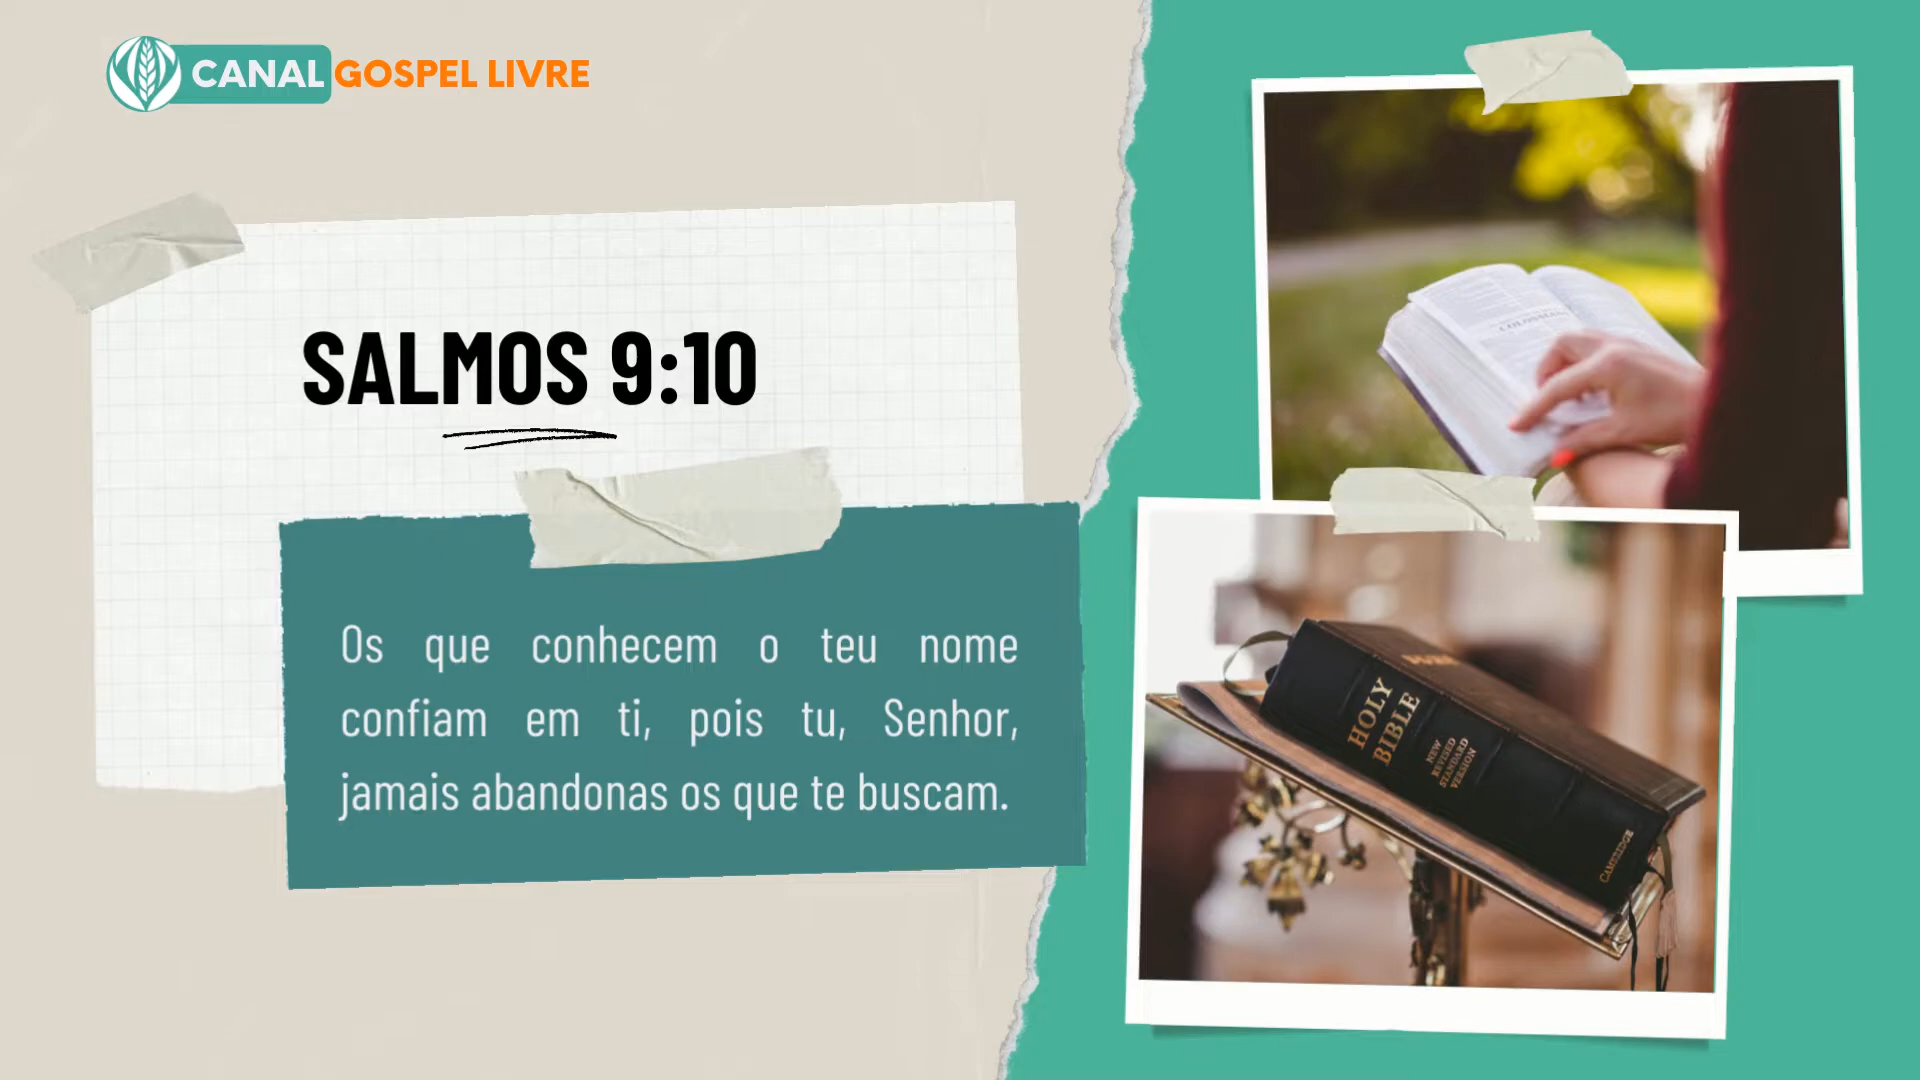 CANAL GOSPEL LIVRE
SALMOS 9:10
Os que conhecem o teu nome
confiam em ti, pois tu, Senhor,
jamais abandonas os que te buscam.
HOLY
BIBLE
NEW
REVISED
STANDARD
VERSION
CAMBRIDGE